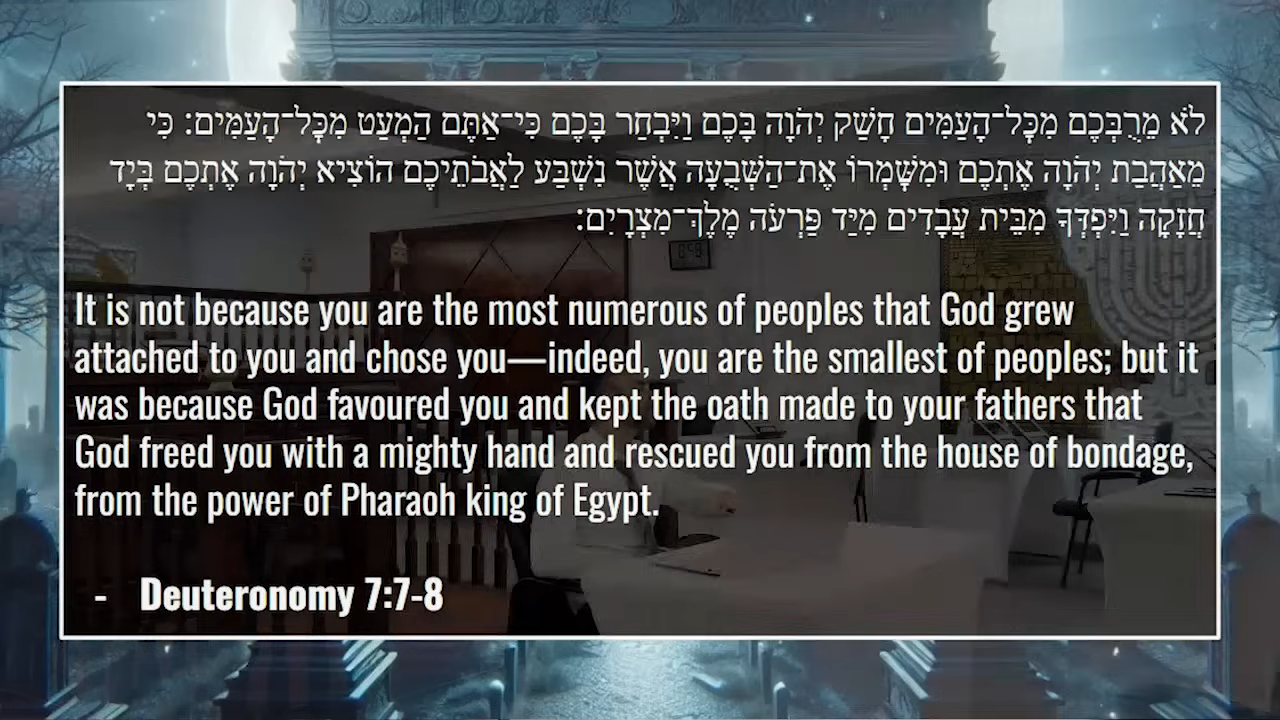 לֹא מֵרֻבְּכֶם מִכׇּל־הָעַמִּים חָשַׁק יְהֹוָה בָּכֶם וַיִּבְחַר בָּכֶם כִּי־אַתֶּם הַמְעַט מִכׇּל־הָעַמִּים׃ כִּי
מֵאַהֲבַת יְהֹוָה אֶתְכֶם וּמִשׇּׁמְרוֹ אֶת־הַשְּׁבֻעָה אֲשֶׁר נִשְׁבַּע לַאֲבֹתֵיכֶם הוֹצִיא יְהֹוָה אֶתְכֶם בְּיָד
חֲזָקָה וַיִּפְדְּךָ מִבֵּית עֲבָדִים מִיַּד פַּרְעֹה מֶלֶךְ־מִצְרָיִם׃
It is not because you are the most numerous of peoples that God grew
attached to you and chose you—indeed, you are the smallest of peoples; but it
was because God favoured you and kept the oath made to your fathers that
God freed you with a mighty hand and rescued you from the house of bondage,
from the power of Pharaoh king of Egypt.
- Deuteronomy 7:7-8